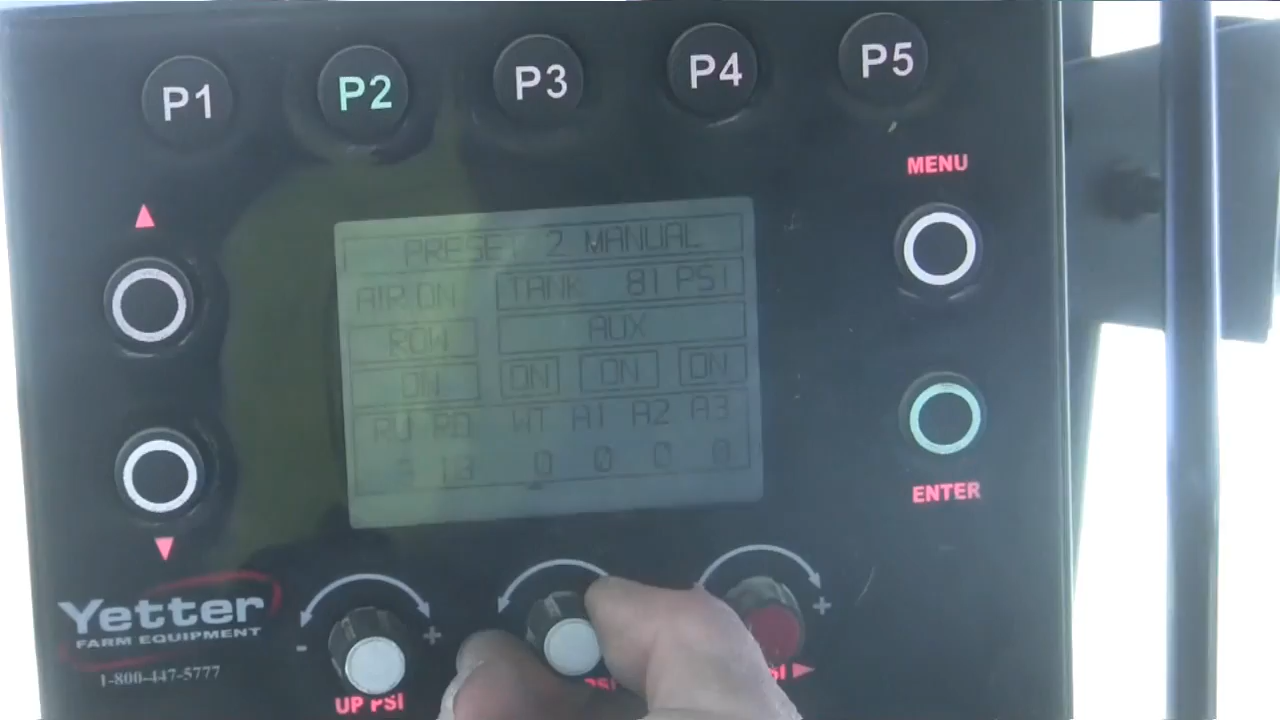 P1 P2 P3 P4 P5
MENU
PRESET 2 MANUAL
AIR ON TANK 81 PSI
ROW AUX
ON ON ON ON
RU RD WT A1 A2 A3
13 0 0 0 0
ENTER
Yetter
FARM EQUIPMENT
1-800-447-5777
- + +
UP PSI